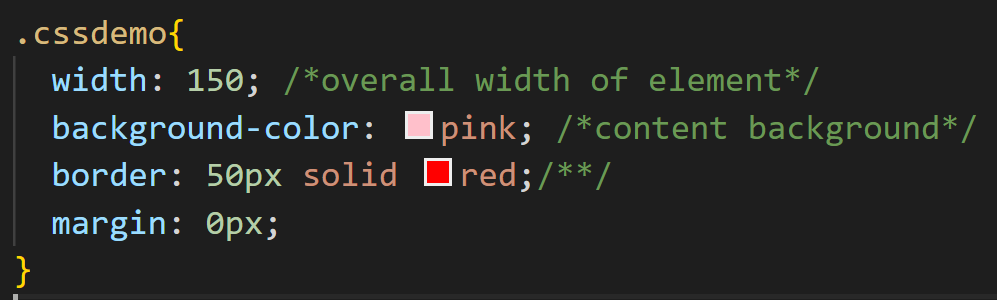 .cssdemo{
width: 150; /*overall width of element*/
background-color: pink; /*content background*/
border: 50px solid red;/**/
margin: 0px;
}